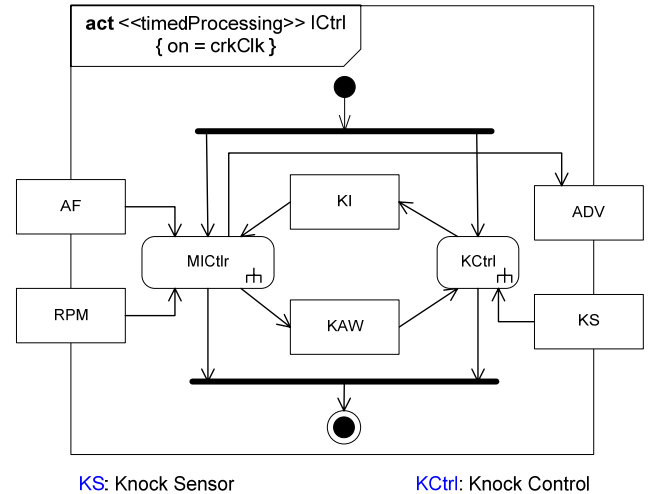 act <<timedProcessing>> ICtrl
{ on = crkClk }
AF
KI
ADV
MICtlr
KCtrl
RPM
KAW
KS
KS: Knock Sensor
KCtrl: Knock Control